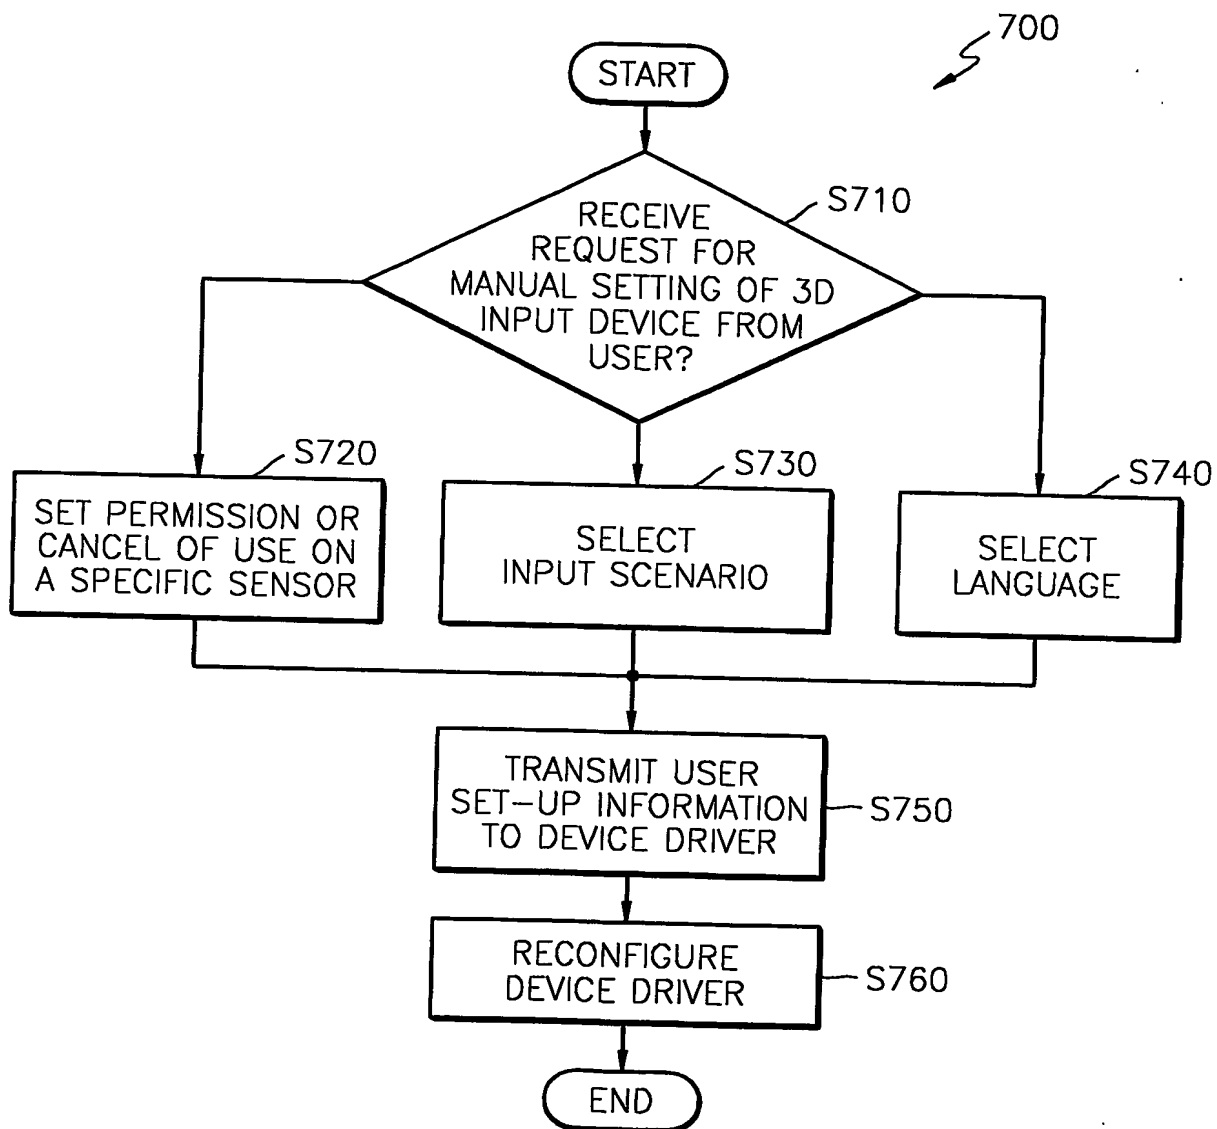 700
START
S710
RECEIVE
REQUEST FOR
MANUAL SETTING OF 3D
INPUT DEVICE FROM
USER?
S720
SET PERMISSION OR
CANCEL OF USE ON
A SPECIFIC SENSOR
S730
SELECT
INPUT SCENARIO
S740
SELECT
LANGUAGE
TRANSMIT USER
SET-UP INFORMATION
TO DEVICE DRIVER
S750
RECONFIGURE
DEVICE DRIVER
S760
END